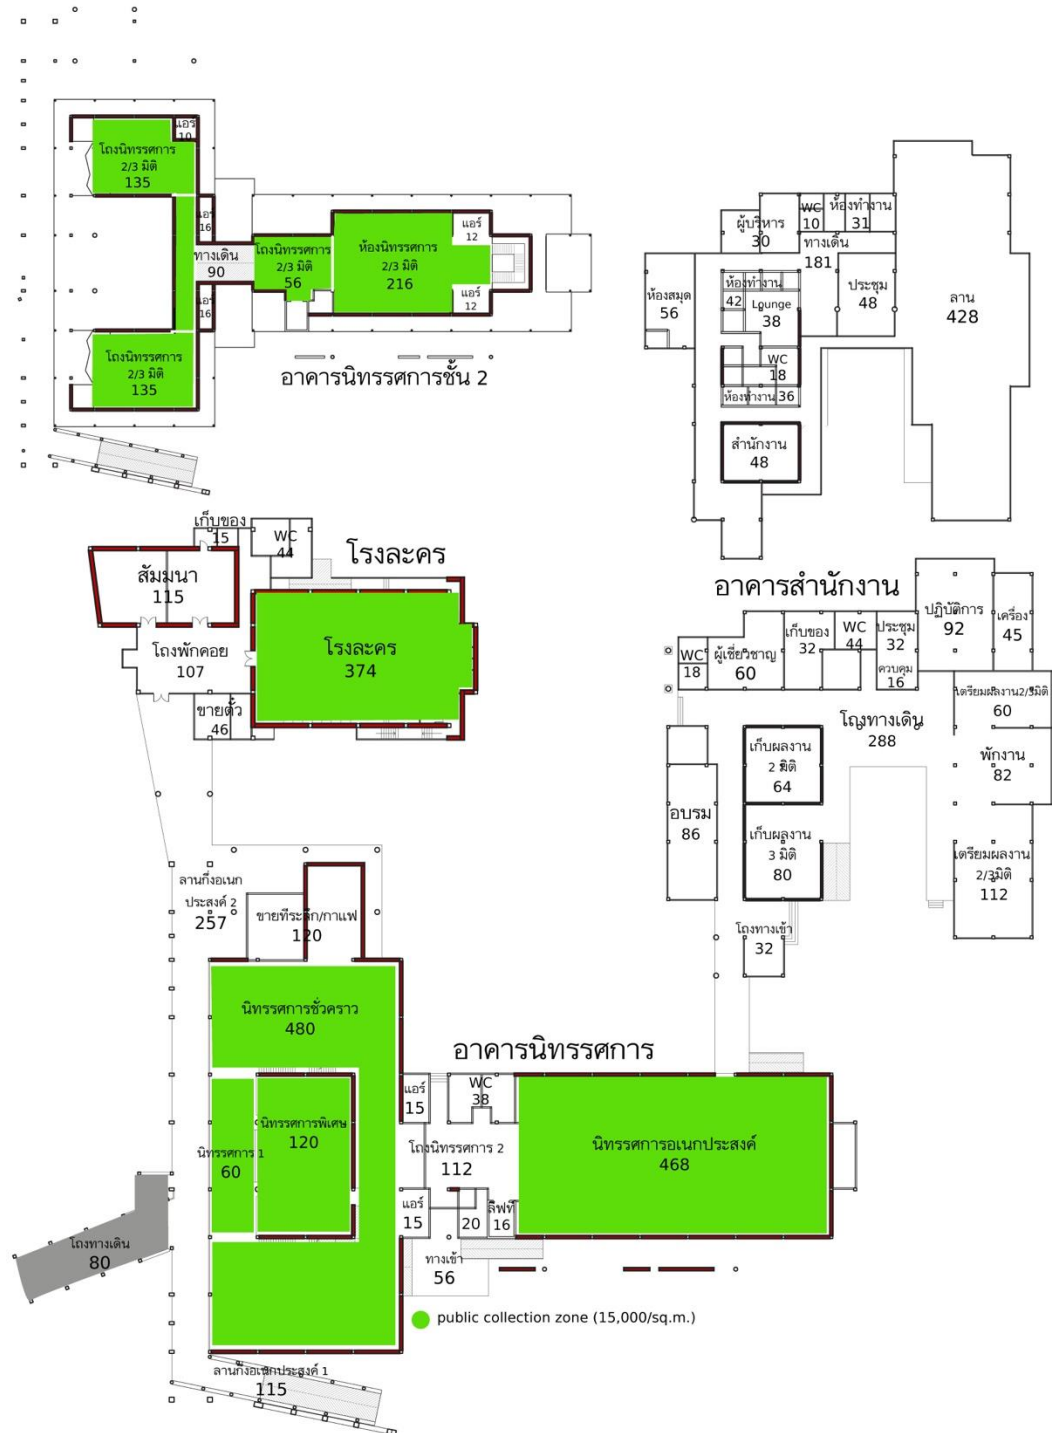 แอร์
10
โถงนิทรรศการ
2/3 มิติ
135
แอร์
16
ทางเดิน
90
โถงนิทรรศการ
2/3 มิติ
56
ห้องนิทรรศการ
2/3 มิติ
216
แอร์
12
แอร์
12
แอร์
16
โถงนิทรรศการ
2/3 มิติ
135
อาคารนิทรรศการชั้น 2
ผู้บริหาร
30
WC
10
ห้องทำงาน
31
ทางเดิน
181
ห้องสมุด
56
ห้องทำงาน
42
Lounge
38
ประชุม
48
ลาน
428
WC
18
ห้องทำงาน 36
สำนักงาน
48
อาคารสำนักงาน
เก็บของ
15
WC
44
โรงละคร
สัมมนา
115
โถงพักคอย
107
โรงละคร
374
ขายตั๋ว
46
ปฏิบัติการ
92
เครื่อง
45
WC
18
ผู้เชี่ยวชาญ
60
เก็บของ
32
WC
44
ประชุม
32
ควบคุม
16
เตรียมผลงาน2/3มิติ
60
โถงทางเดิน
288
พักงาน
82
เก็บผลงาน
2 มิติ
64
อบรม
86
เก็บผลงาน
3 มิติ
80
เตรียมผลงาน
2/3มิติ
112
โถงทางเข้า
32
ลานกึ่งอเนก
ประสงค์ 2
257
ขายที่ระลึก/กาแฟ
120
นิทรรศการชั่วคราว
480
อาคารนิทรรศการ
แอร์
15
WC
38
นิทรรศการพิเศษ
120
นิทรรศการ 1
60
โถงนิทรรศการ 2
112
นิทรรศการอเนกประสงค์
468
แอร์
15
20
ลิฟท์
16
ทางเข้า
56
โถงทางเดิน
80
public collection zone (15,000/sq.m.)
ลานกึ่งอเนกประสงค์ 1
115